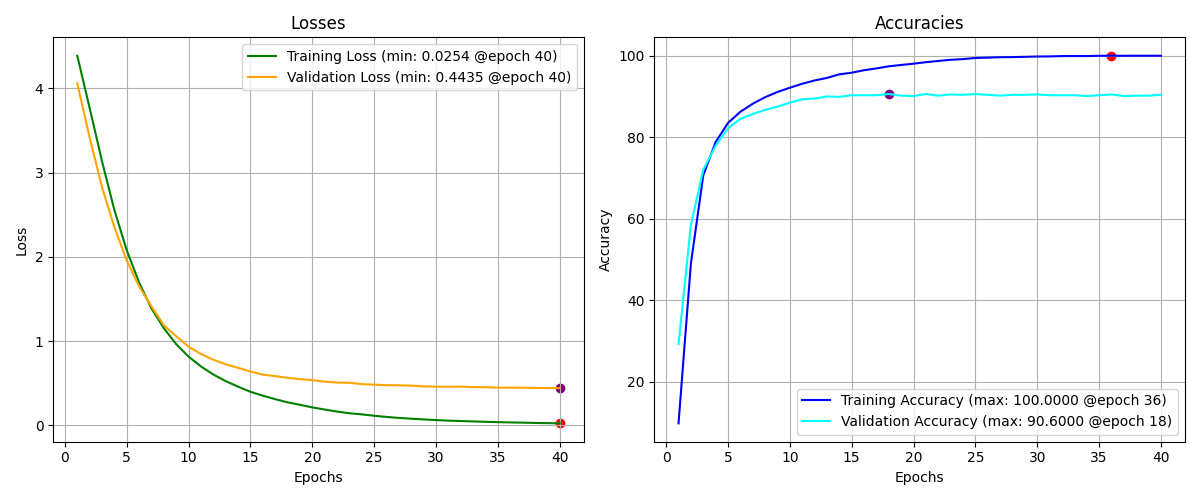 Losses
Training Loss (min: 0.0254 @epoch 40)
Validation Loss (min: 0.4435 @epoch 40)
4
3
2
1
0
Loss
0 5 10 15 20 25 30 35 40
Epochs
Accuracies
100
80
60
40
20
Accuracy
Training Accuracy (max: 100.0000 @epoch 36)
Validation Accuracy (max: 90.6000 @epoch 18)
0 5 10 15 20 25 30 35 40
Epochs